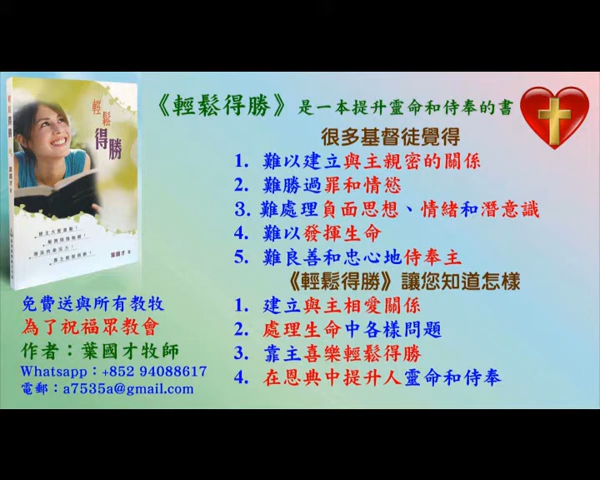 輕鬆
得勝
葉國才 著
《輕鬆得勝》是一本提升靈命和侍奉的書
很多基督徒覺得
1. 難以建立與主親密的關係
2. 難勝過罪和情慾
3. 難處理負面思想、情緒和潛意識
4. 難以發揮生命
5. 難良善和忠心地侍奉主
《輕鬆得勝》讓您知道怎樣
1. 建立與主相愛關係
2. 處理生命中各樣問題
3. 靠主喜樂輕鬆得勝
4. 在恩典中提升人靈命和侍奉
免費送與所有教牧
為了祝福眾教會
作者：葉國才牧師
Whatsapp：+852 94088617
電郵：a7535a@gmail.com